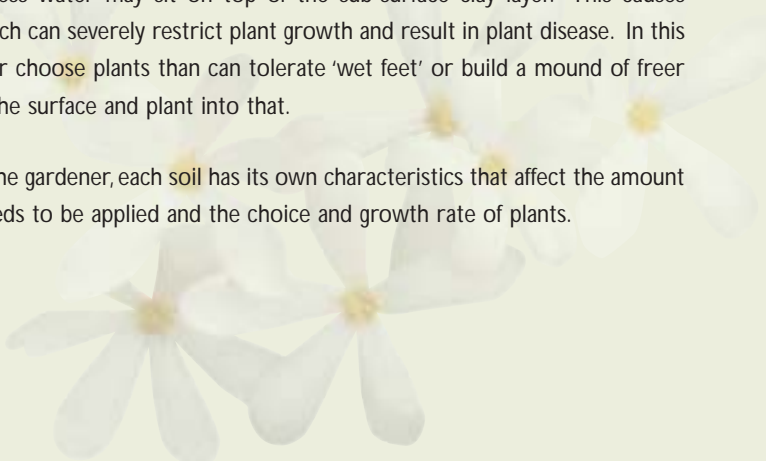 water may sit on top of the sub-surface clay layer. This causes
ch can severely restrict plant growth and result in plant disease. In this
r choose plants than can tolerate ‘wet feet’ or build a mound of freer
he surface and plant into that.
he gardener, each soil has its own characteristics that affect the amount
eds to be applied and the choice and growth rate of plants.